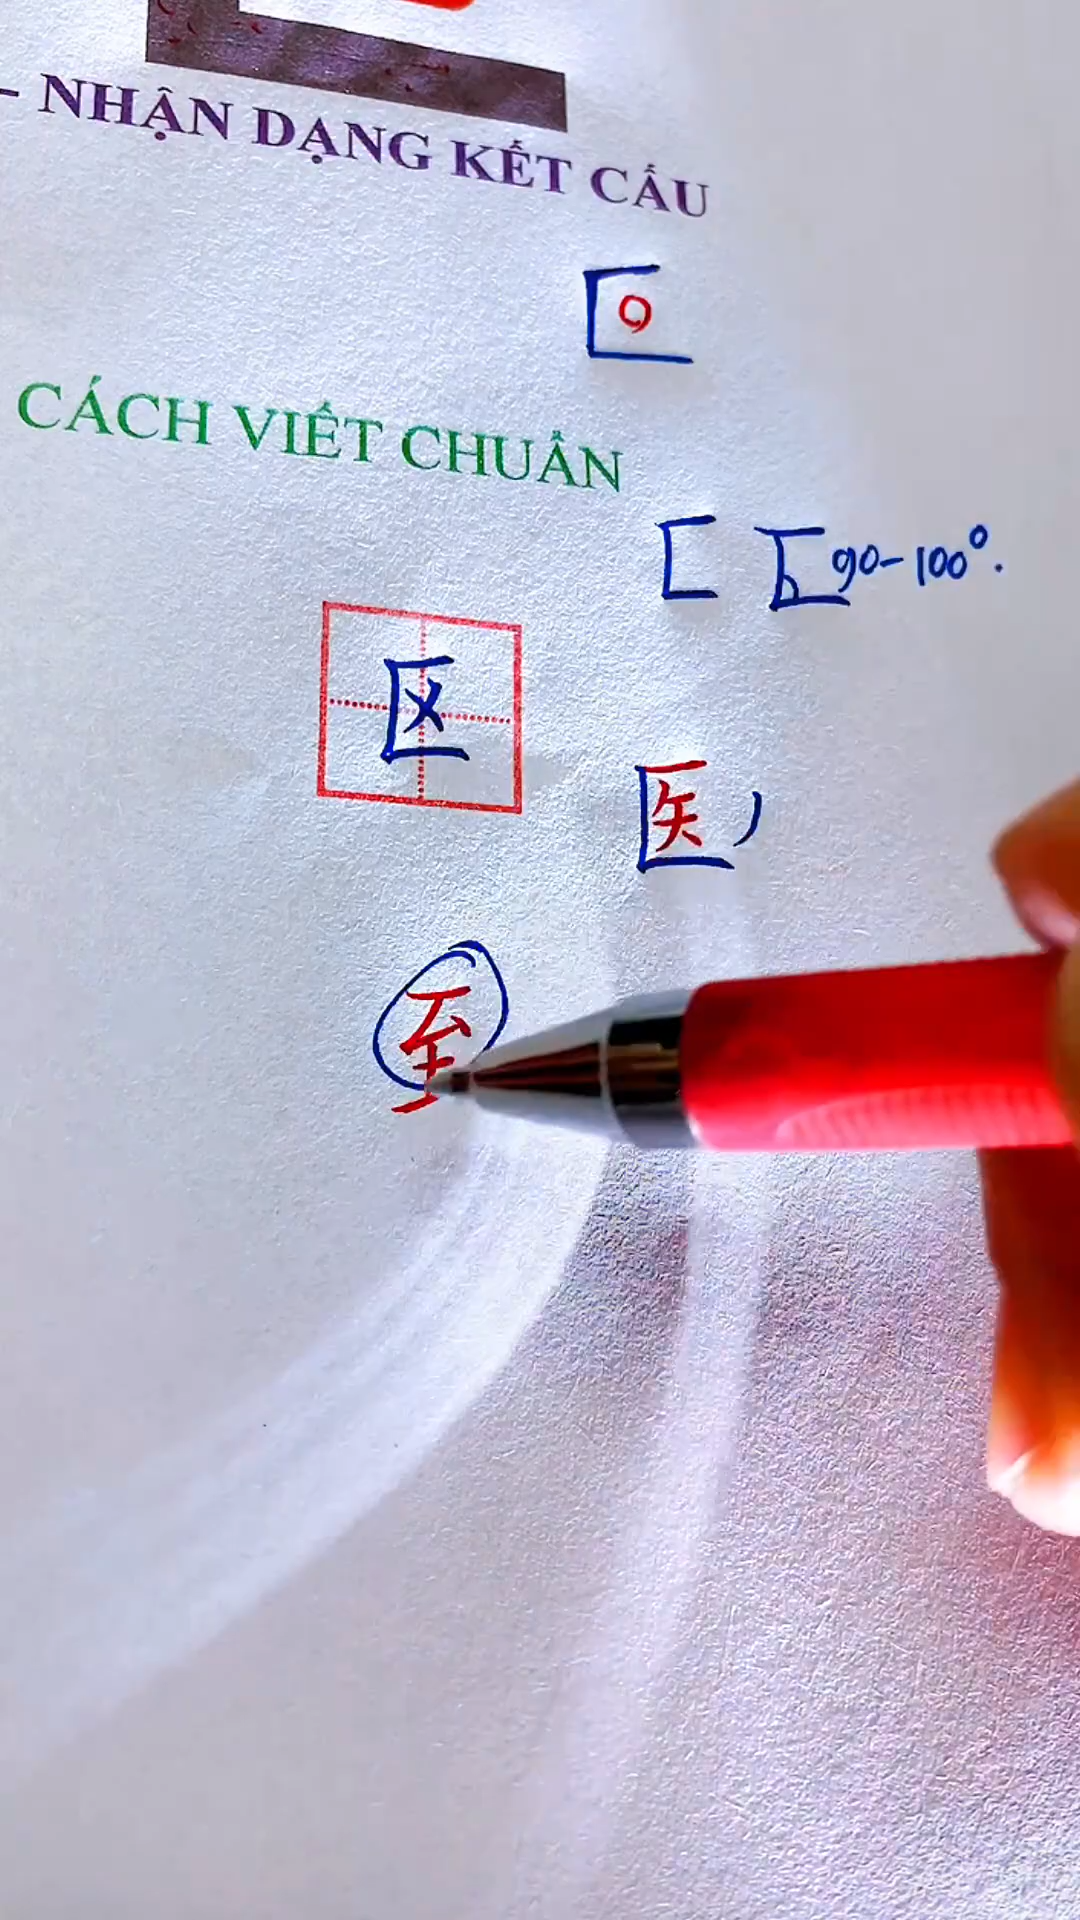 - NHẬN DẠNG KẾT CẤU
CÁCH VIẾT CHUẨN
90-100°.
区
医
至